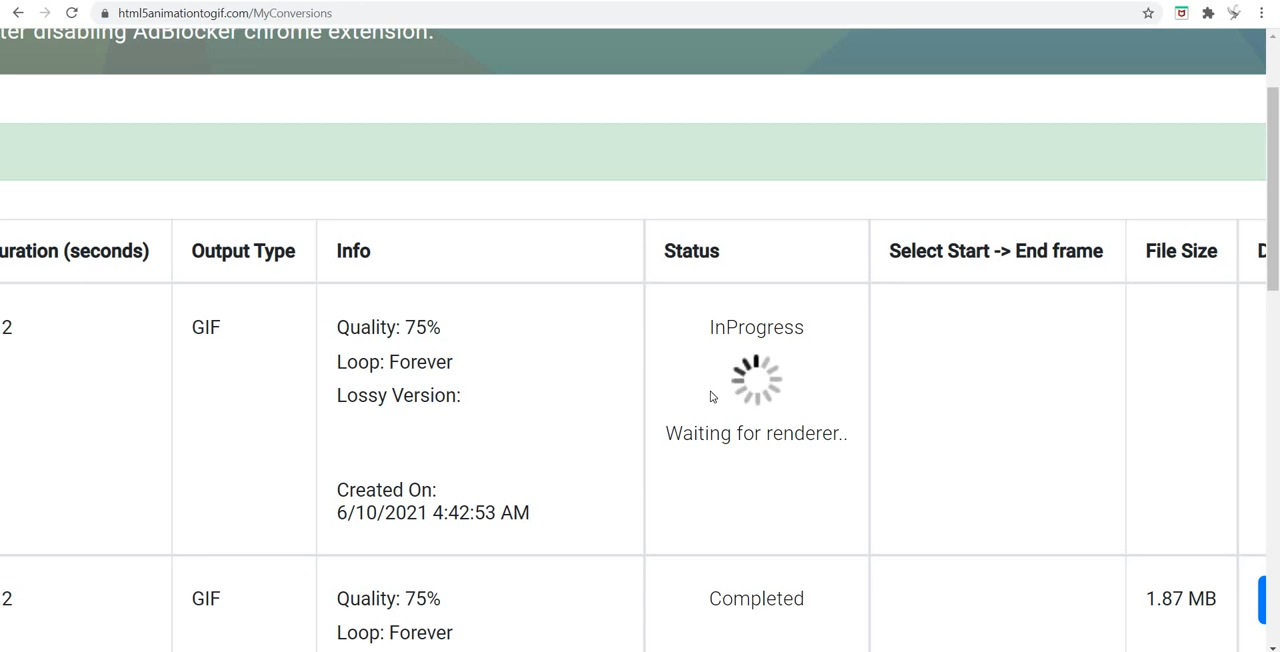 html5animationtogif.com/MyConversions
ter disabling AdBlocker chrome extension.
uration (seconds) Output Type Info Status Select Start -> End frame File Size D
2 GIF Quality: 75% InProgress
Loop: Forever
Lossy Version:
Waiting for renderer..
Created On:
6/10/2021 4:42:53 AM
2 GIF Quality: 75% Completed 1.87 MB
Loop: Forever